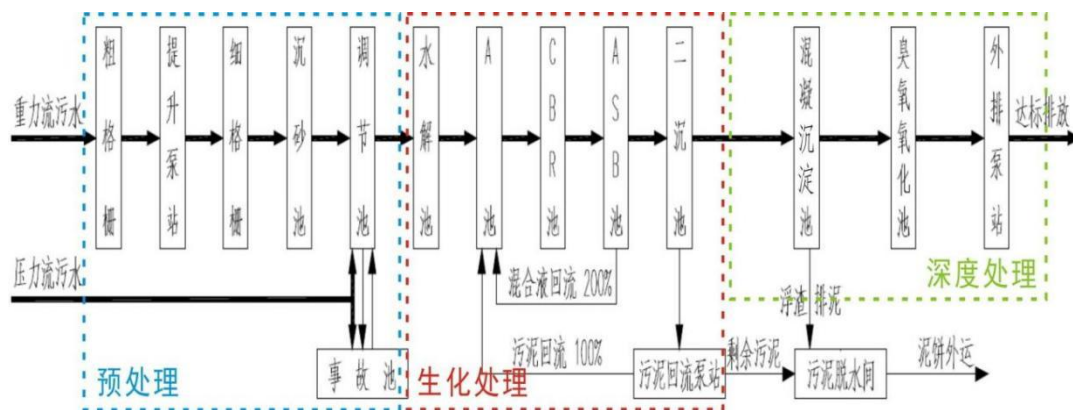 重力流污水
粗格栅
提升泵站
细格栅
沉砂池
调节池
水解池
A池
CBBR池
ASB池
二沉池
混凝沉淀池
臭氧氧化池
外排泵站
达标排放
压力流污水
混合液回流 200%
浮渣 排泥
深度处理
预处理
事故池
生化处理
污泥回流 100%
污泥回流泵站
剩余污泥
污泥脱水间
泥饼外运